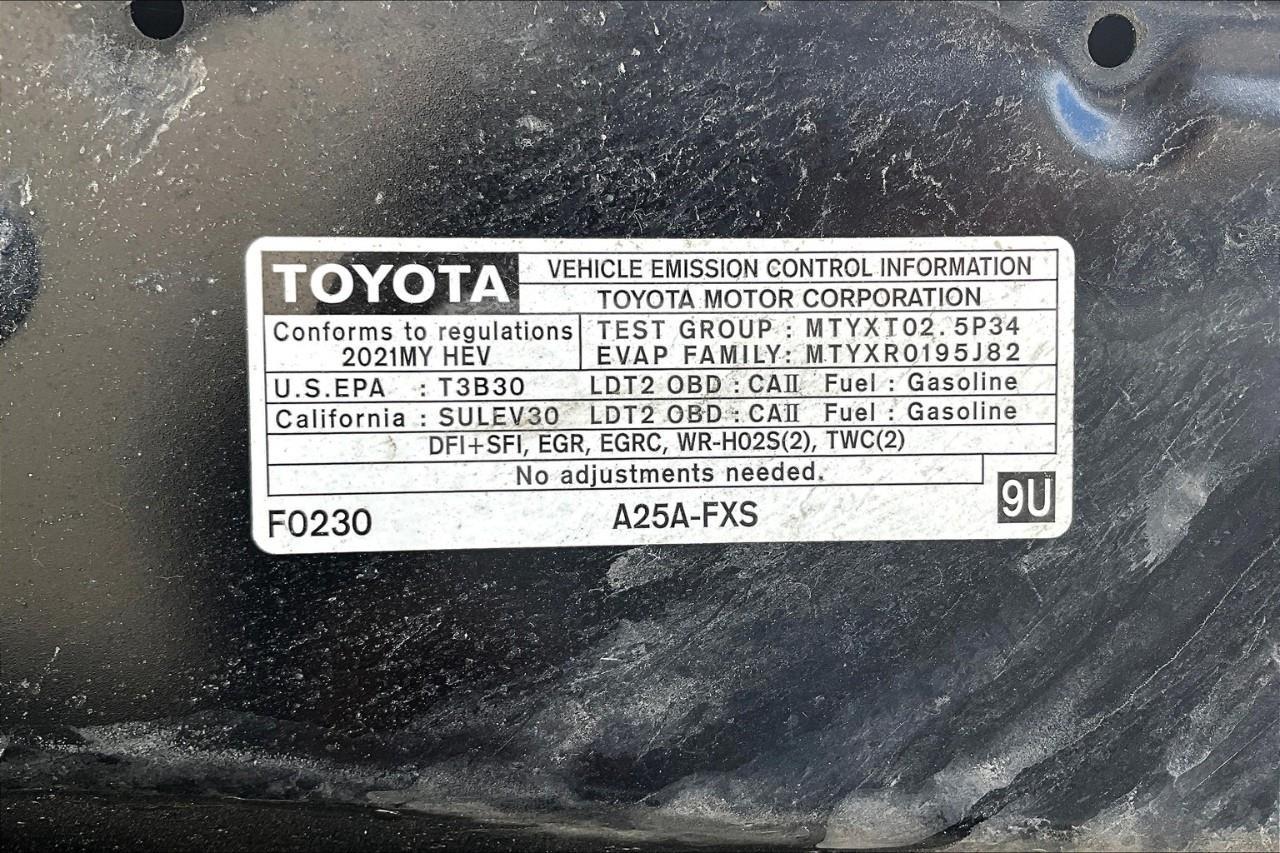 TOYOTA
VEHICLE EMISSION CONTROL INFORMATION
TOYOTA MOTOR CORPORATION
Conforms to regulations
2021MY HEV
TEST GROUP : MTYXT02.5P34
EVAP FAMILY: MTYXR0195J82
U.S.EPA : T3B30 LDT2 OBD : CAII Fuel : Gasoline
California : SULEV30 LDT2 OBD : CAII Fuel : Gasoline
DFI+SFI, EGR, EGRC, WR-HO2S(2), TWC(2)
No adjustments needed.
F0230 A25A-FXS 9U